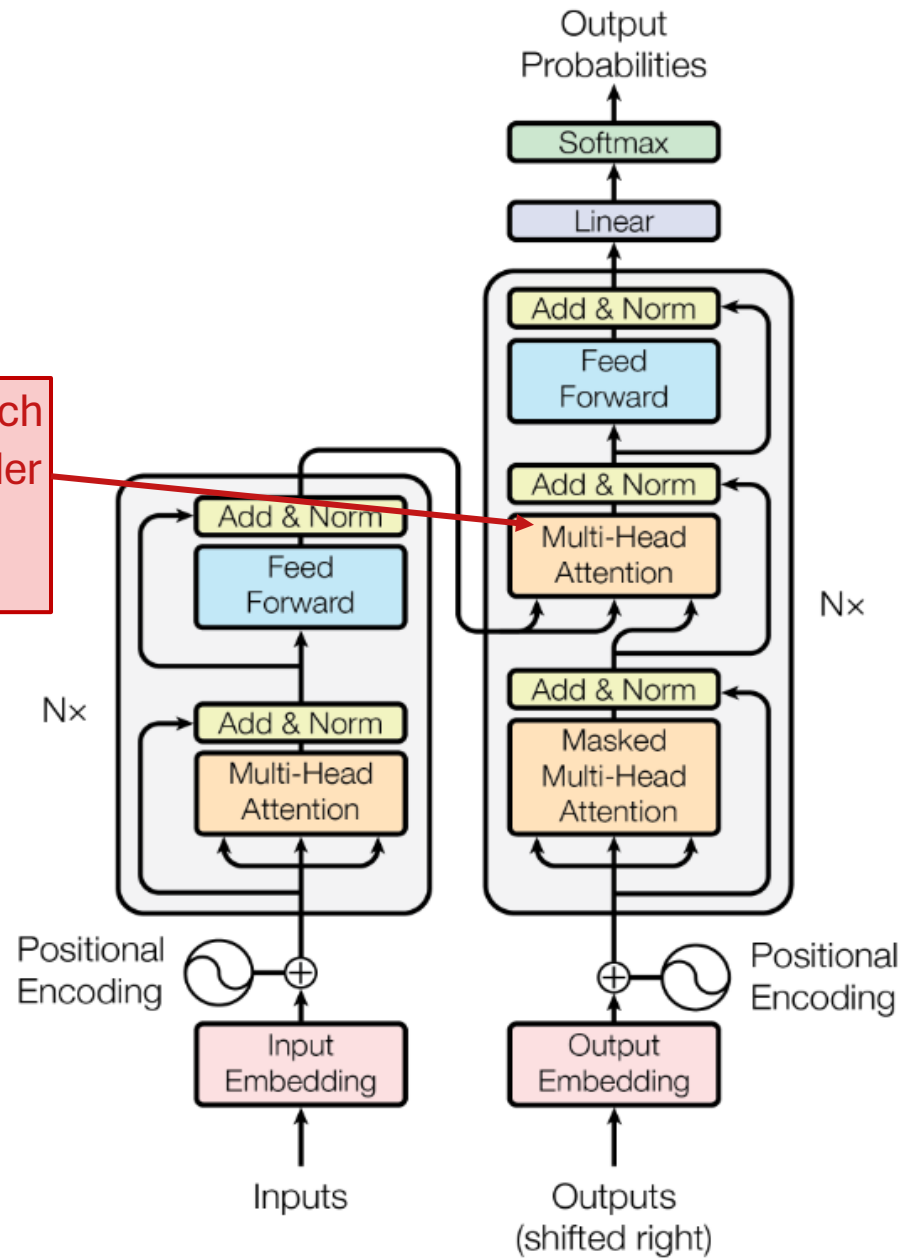 Output
Probabilities
Softmax
Linear
Add & Norm
Feed
Forward
Add & Norm
Multi-Head
Attention
Nx
Add & Norm
Masked
Multi-Head
Attention
Positional
Encoding
Output
Embedding
Outputs
(shifted right)
Add & Norm
Feed
Forward
Nx
Add & Norm
Multi-Head
Attention
Positional
Encoding
Input
Embedding
Inputs